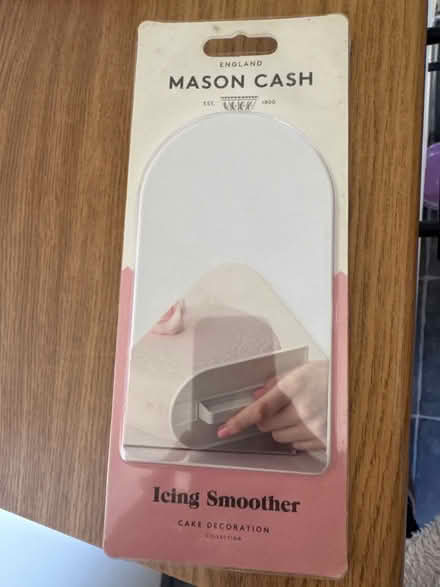 ENGLAND
MASON CASH
EST. 1800
Icing Smoother
CAKE DECORATION
COLLECTION